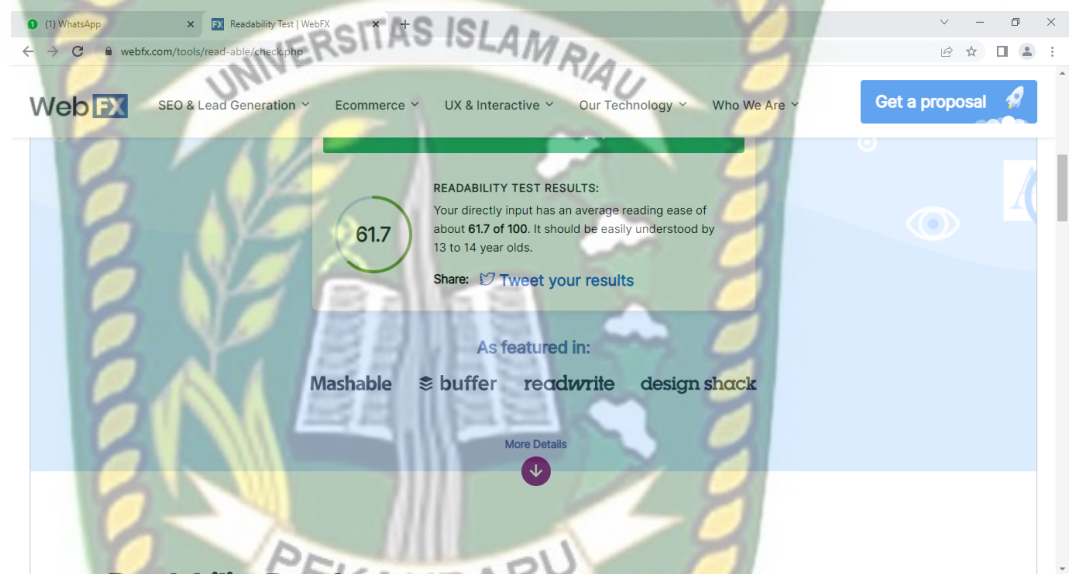 (1) WhatsApp
Readability Test | WebFX
webfx.com/tools/read-able/check.php
UNIVERSITAS ISLAM RIAU
WebFX
SEO & Lead Generation
Ecommerce
UX & Interactive
Our Technology
Who We Are
Get a proposal
READABILITY TEST RESULTS:
61.7
Your directly input has an average reading ease of
about 61.7 of 100. It should be easily understood by
13 to 14 year olds.
Share: Tweet your results
As featured in:
Mashable buffer readwrite design shack
More Details
PEKANBARU